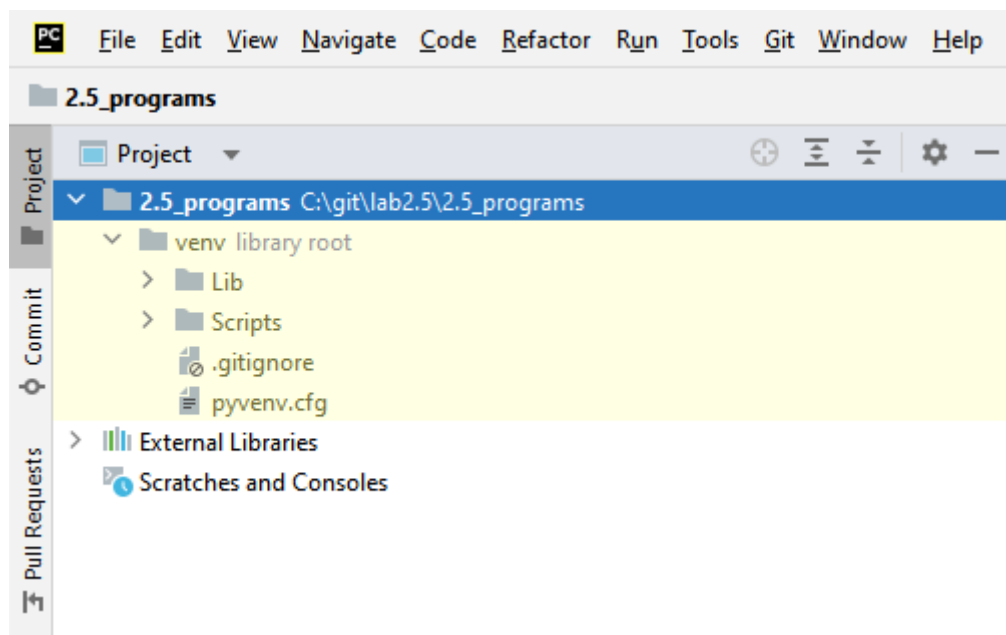 PC File Edit View Navigate Code Refactor Run Tools Git Window Help
2.5_programs
Project
2.5_programs C:\git\lab2.5\2.5_programs
venv library root
Lib
Scripts
.gitignore
pyvenv.cfg
External Libraries
Scratches and Consoles
Project
Commit
Pull Requests